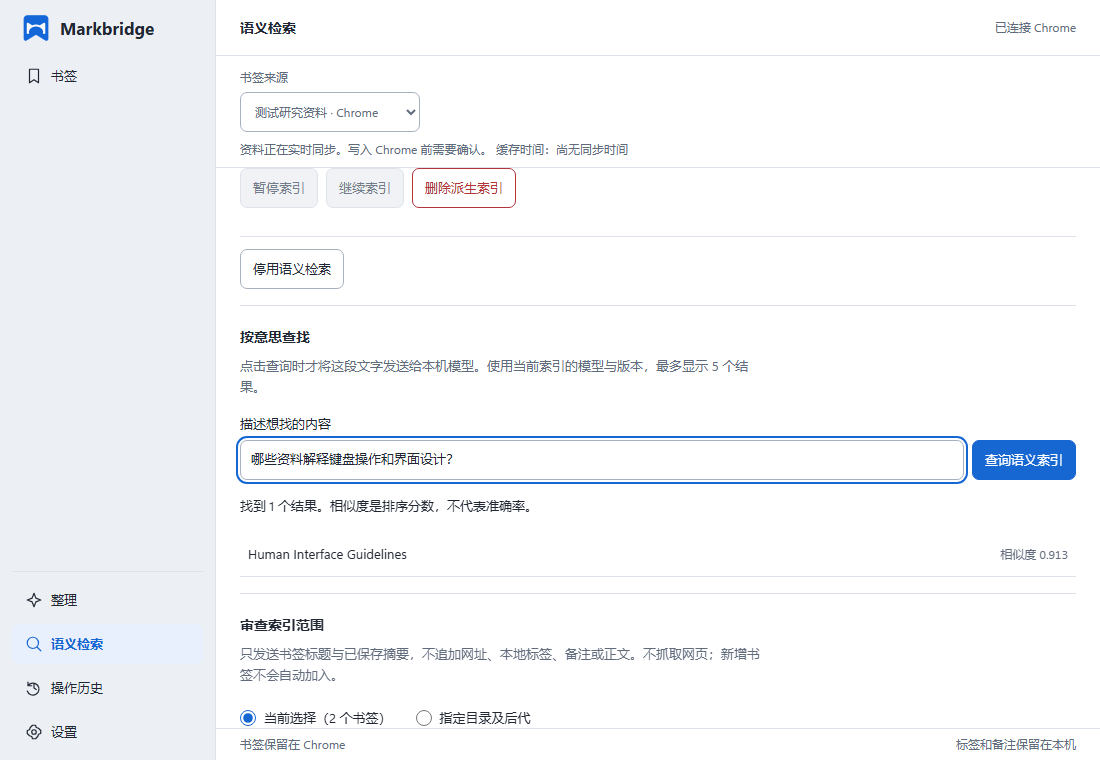 Markbridge
书签
整理
语义检索
操作历史
设置
语义检索
已连接 Chrome
书签来源
测试研究资料 · Chrome
资料正在实时同步。写入 Chrome 前需要确认。 缓存时间：尚无同步时间
暂停索引 继续索引 删除派生索引
停用语义检索
按意思查找
点击查询时才将这段文字发送给本机模型。使用当前索引的模型与版本，最多显示 5 个结
果。
描述想找的内容
哪些资料解释键盘操作和界面设计？
查询语义索引
找到 1 个结果。相似度是排序分数，不代表准确率。
Human Interface Guidelines 相似度 0.913
审查索引范围
只发送书签标题与已保存摘要，不追加网址、本地标签、备注或正文。不抓取网页；新增书
签不会自动加入。
当前选择（2 个书签） 指定目录及后代
书签保留在 Chrome 标签和备注保留在本机